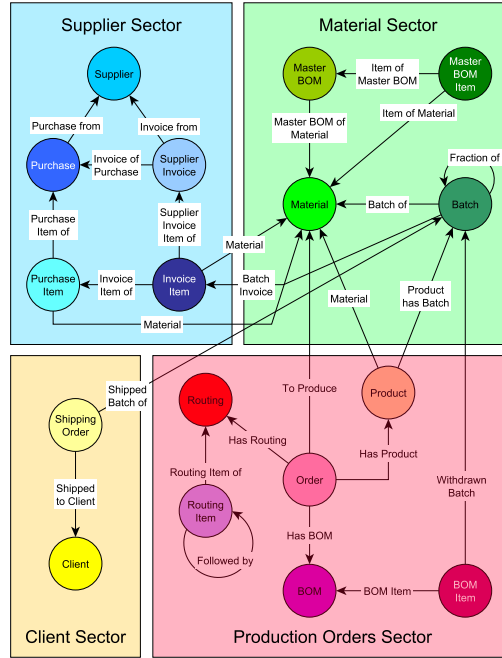 Supplier Sector
Supplier
Purchase from
Invoice from
Purchase
Invoice of
Purchase
Supplier
Invoice
Purchase
Item of
Supplier
Invoice
Item of
Purchase
Item
Invoice
Item of
Invoice
Item
Material
Batch
Invoice
Material
Material Sector
Master
BOM
Item of
Master BOM
Master
BOM
Item
Master BOM of
Material
Item of Material
Fraction of
Material
Batch of
Batch
Material
Product
has Batch
Shipped
Batch of
Shipping
Order
Shipped
to Client
Client
Client Sector
To Produce
Product
Routing
Has Routing
Has Product
Routing Item of
Order
Withdrawn
Batch
Routing
Item
Has BOM
Followed by
BOM
BOM Item
BOM
Item
Production Orders Sector